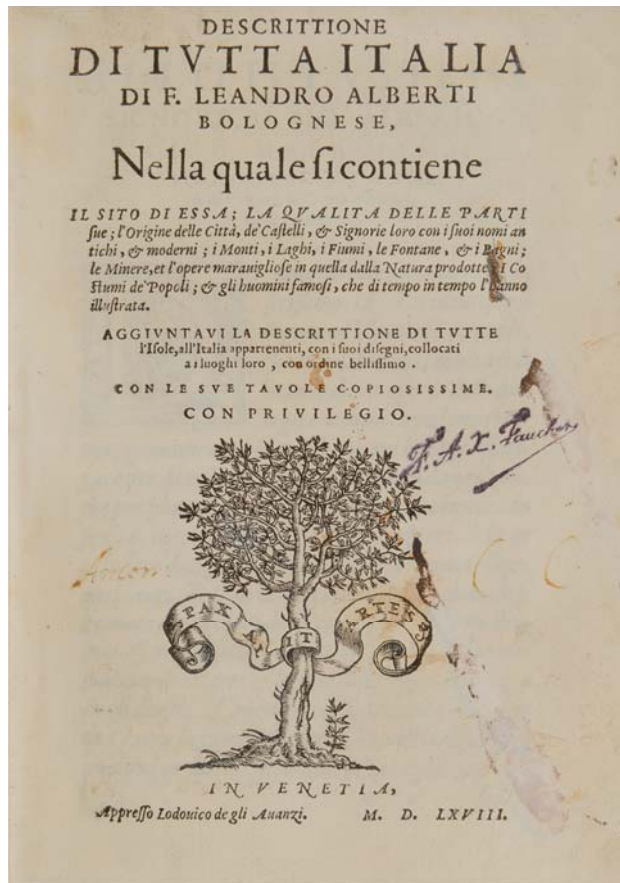 DESCRITTIONE
DI TVTTA ITALIA
DI F. LEANDRO ALBERTI
BOLOGNESE,
Nella quale ſi contiene
IL SITO DI ESSA; LA QVALITA DELLE PARTI
ſue; l'Origine delle Città, de' Caſtelli, & Signorie loro con i ſuoi nomi an
tichi, & moderni; i Monti, i Laghi, i Fiumi, le Fontane, & i Bagni;
le Minere, et l'opere marauiglioſe in quella dalla Natura prodotte; I Co
ſtumi de' Popoli; & gli huomini famoſi, che di tempo in tempo l'hanno
illuſtrata.
AGGIVNTAVI LA DESCRITTIONE DI TVTTE
l'Iſole, all'Italia appartenenti, con i ſuoi diſegni, collocati
a i luoghi loro, con ordine belliſſimo.
CON LE SVE TAVOLE COPIOSISSIME.
CON PRIVILEGIO.
F. A. X. Faucher
PAX ALIT ARTES
IN VENETIA,
Appreſſo Lodouico de gli Auanzi. M. D. LXVIII.